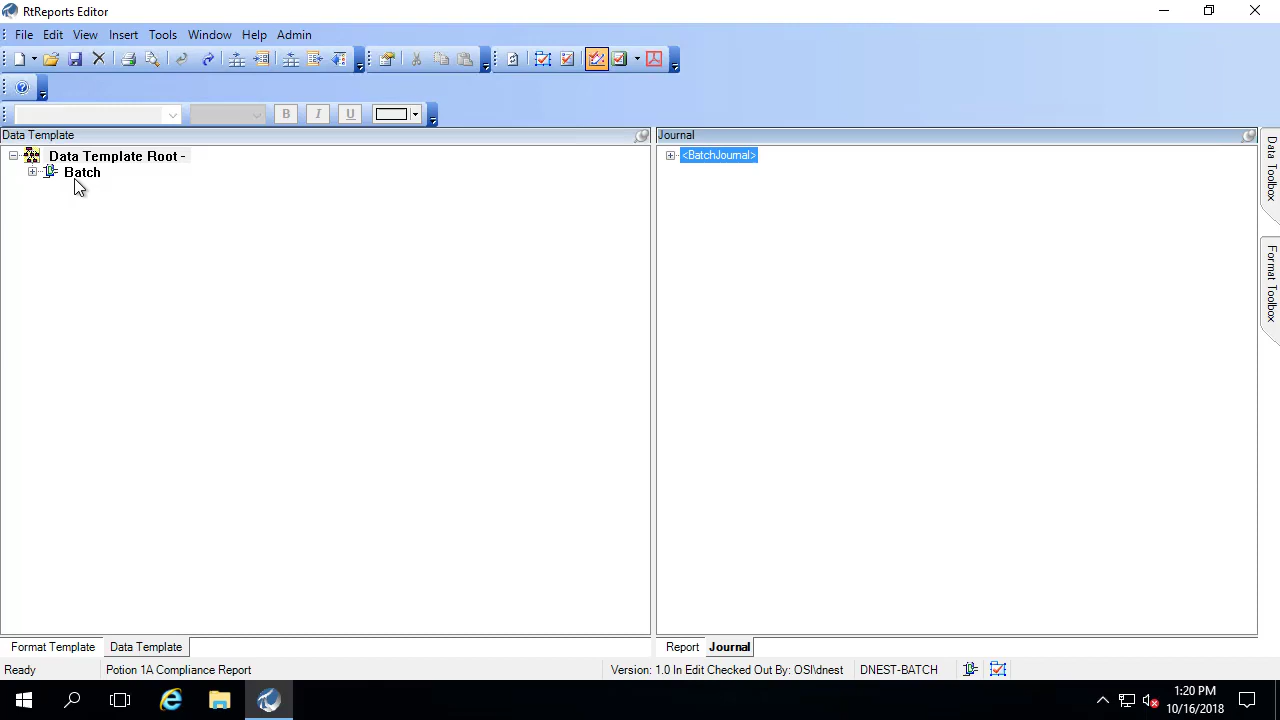 RtReports Editor
File Edit View Insert Tools Window Help Admin
B I U
Data Template
Journal
Data Template Root -
Batch
<BatchJournal>
Data Toolbox
Format Toolbox
Format Template Data Template
Report Journal
Ready Potion 1A Compliance Report Version: 1.0 In Edit Checked Out By: OSI\dnest DNEST-BATCH
1:20 PM
10/16/2018